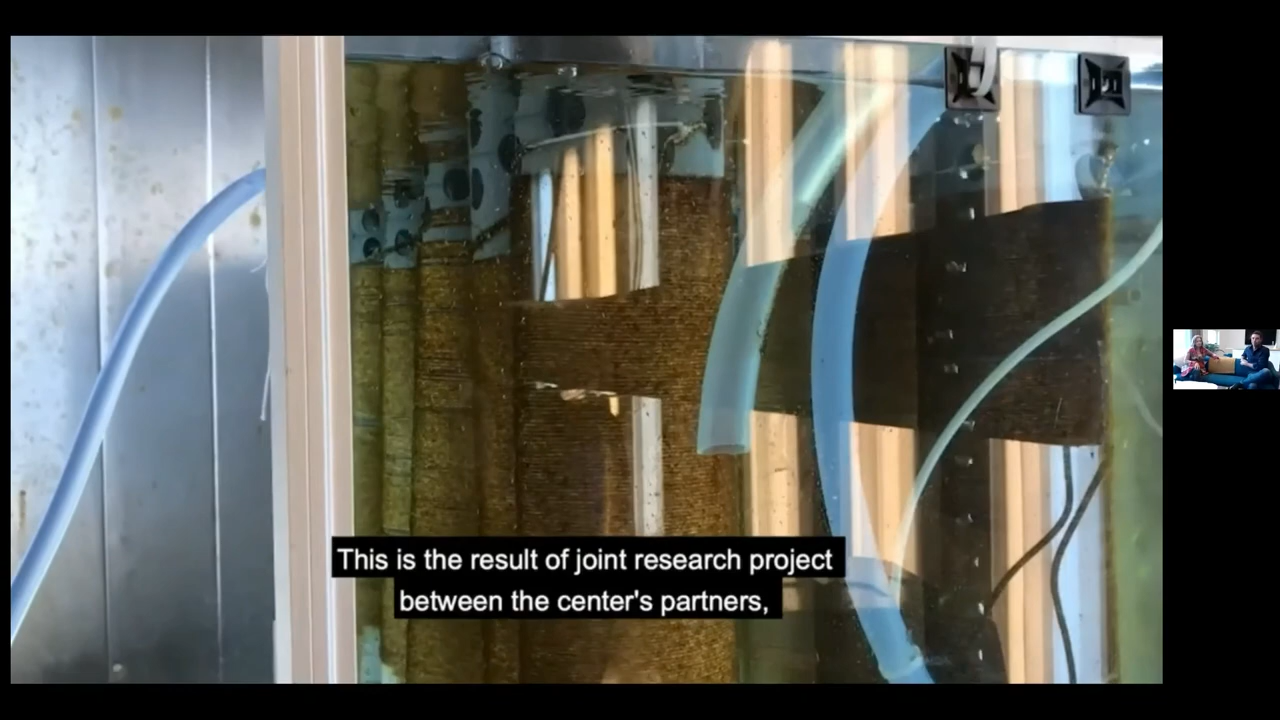 This is the result of joint research project
between the center's partners,